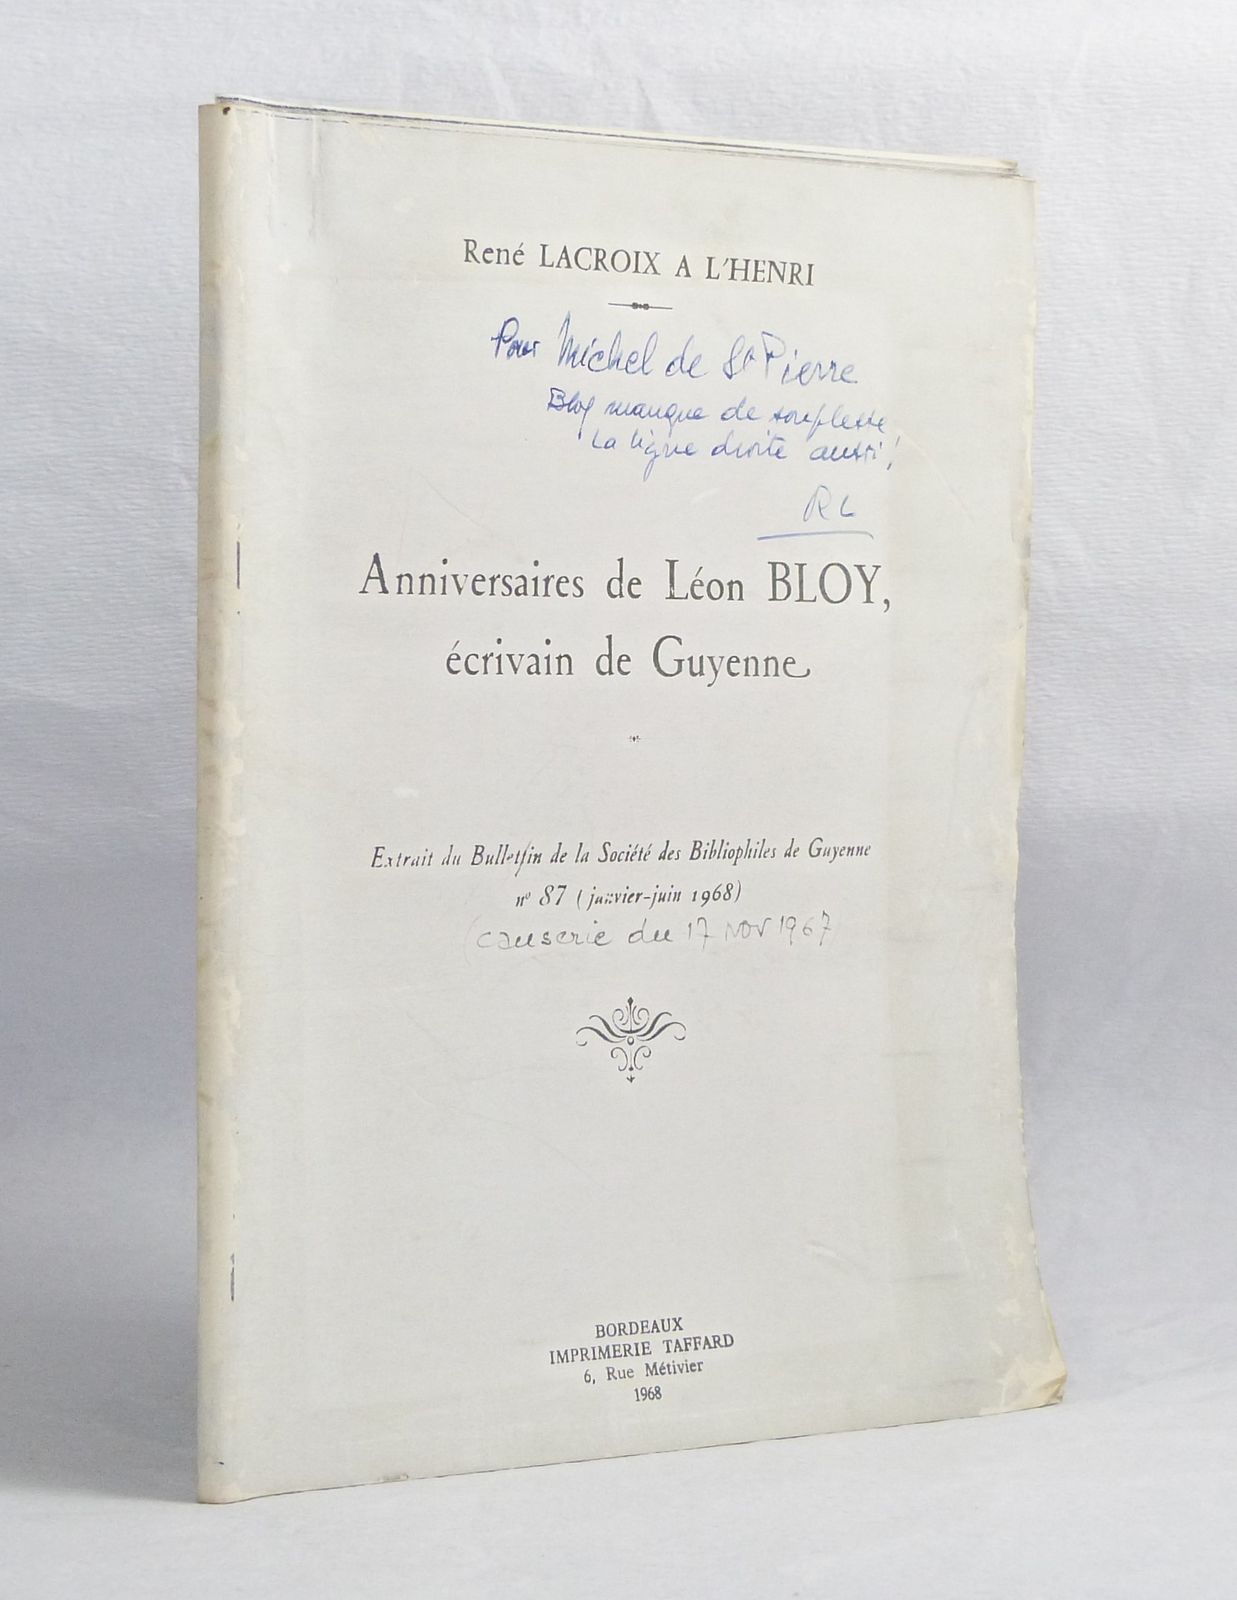 René LACROIX A L'HENRI
Pour Michel de St Pierre
Bloy manque de souplesse
La ligne droite aussi !
RL
Anniversaires de Léon BLOY,
écrivain de Guyenne
Extrait du Bulletin de la Société des Bibliophiles de Guyenne
nº 87 (janvier-juin 1968)
(causerie du 17 NOV 1967)
BORDEAUX
IMPRIMERIE TAFFARD
6, Rue Métivier
1968